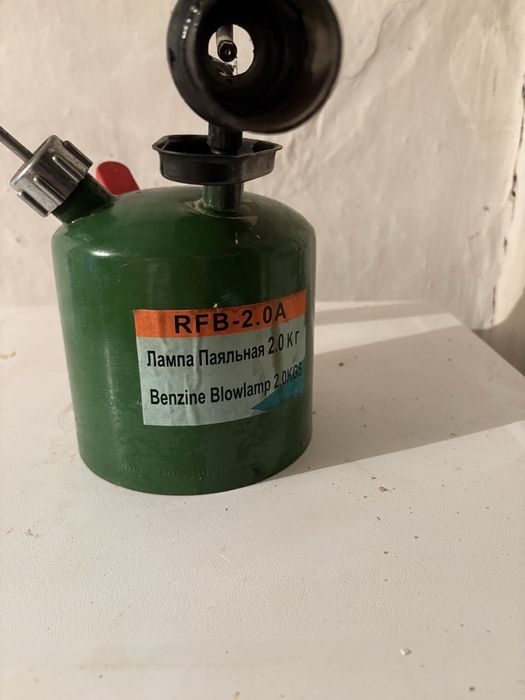 RFB-2.0A
Лампа Паяльная 2.0 Кг
Benzine Blowlamp 2.0KGS